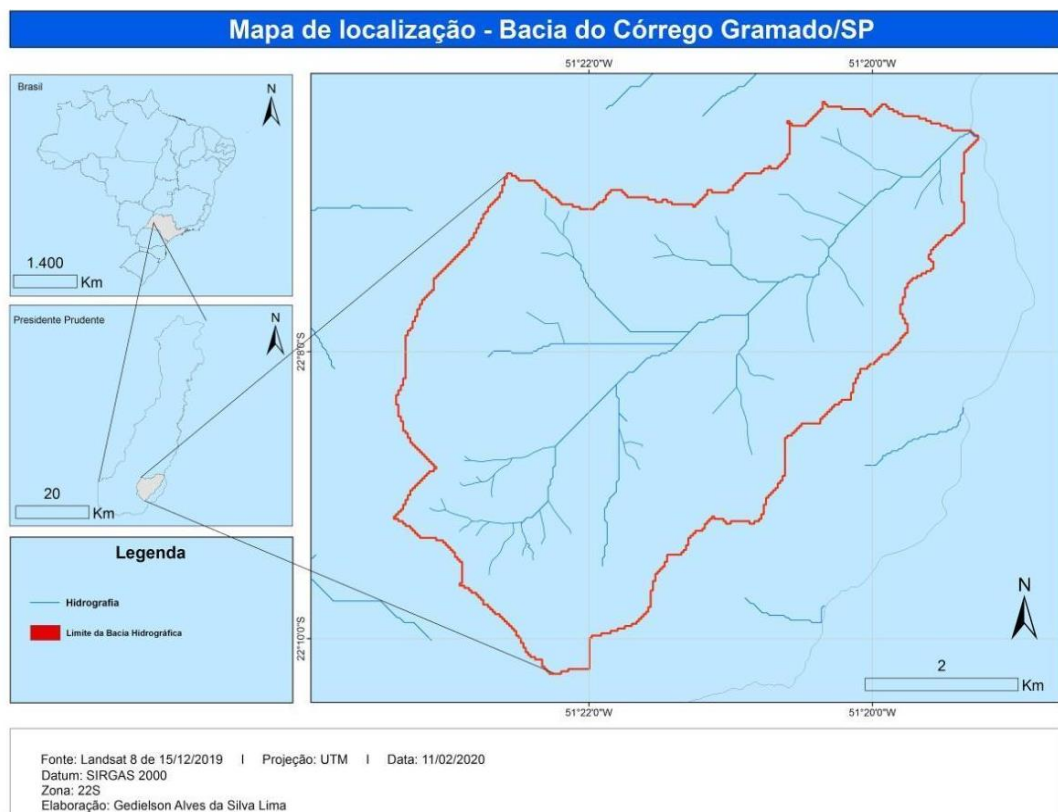 Mapa de localização - Bacia do Córrego Gramado/SP
Brasil
N
1.400
Km
Presidente Prudente
N
20
Km
Legenda
Hidrografia
Limite da Bacia Hidrográfica
51°22'0"W
51°20'0"W
22°8'0"S
22°10'0"S
N
2
Km
51°22'0"W
51°20'0"W
Fonte: Landsat 8 de 15/12/2019 I Projeção: UTM I Data: 11/02/2020
Datum: SIRGAS 2000
Zona: 22S
Elaboração: Gedielson Alves da Silva Lima